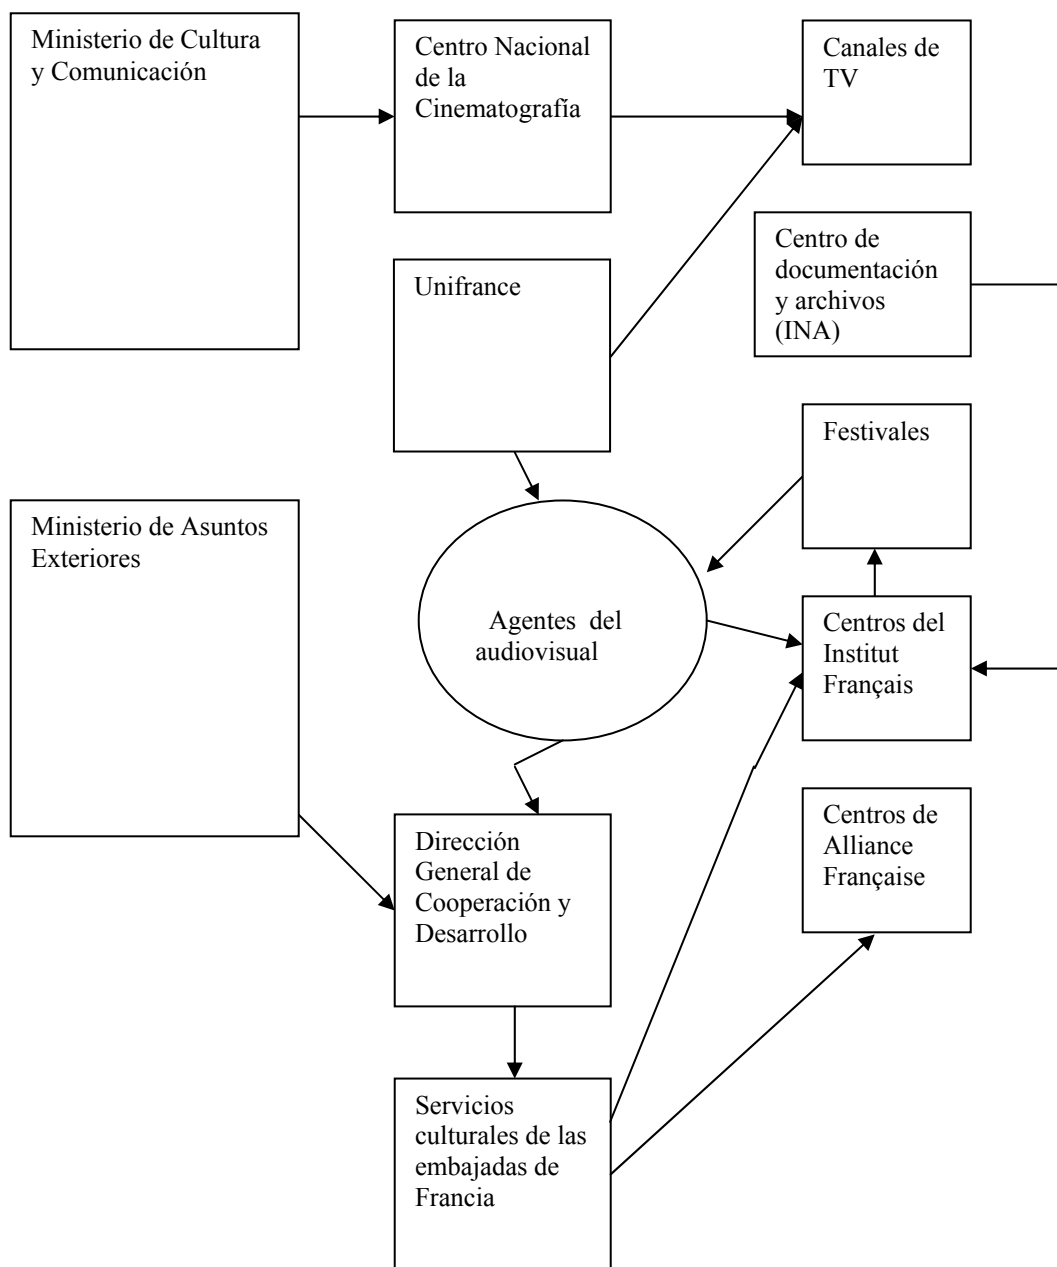 Ministerio de Cultura
y Comunicación
Centro Nacional
de la
Cinematografía
Canales de
TV
Centro de
documentación
y archivos
(INA)
Unifrance
Festivales
Ministerio de Asuntos
Exteriores
Agentes del
audiovisual
Centros del
Institut
Français
Centros de
Alliance
Française
Dirección
General de
Cooperación y
Desarrollo
Servicios
culturales de las
embajadas de
Francia